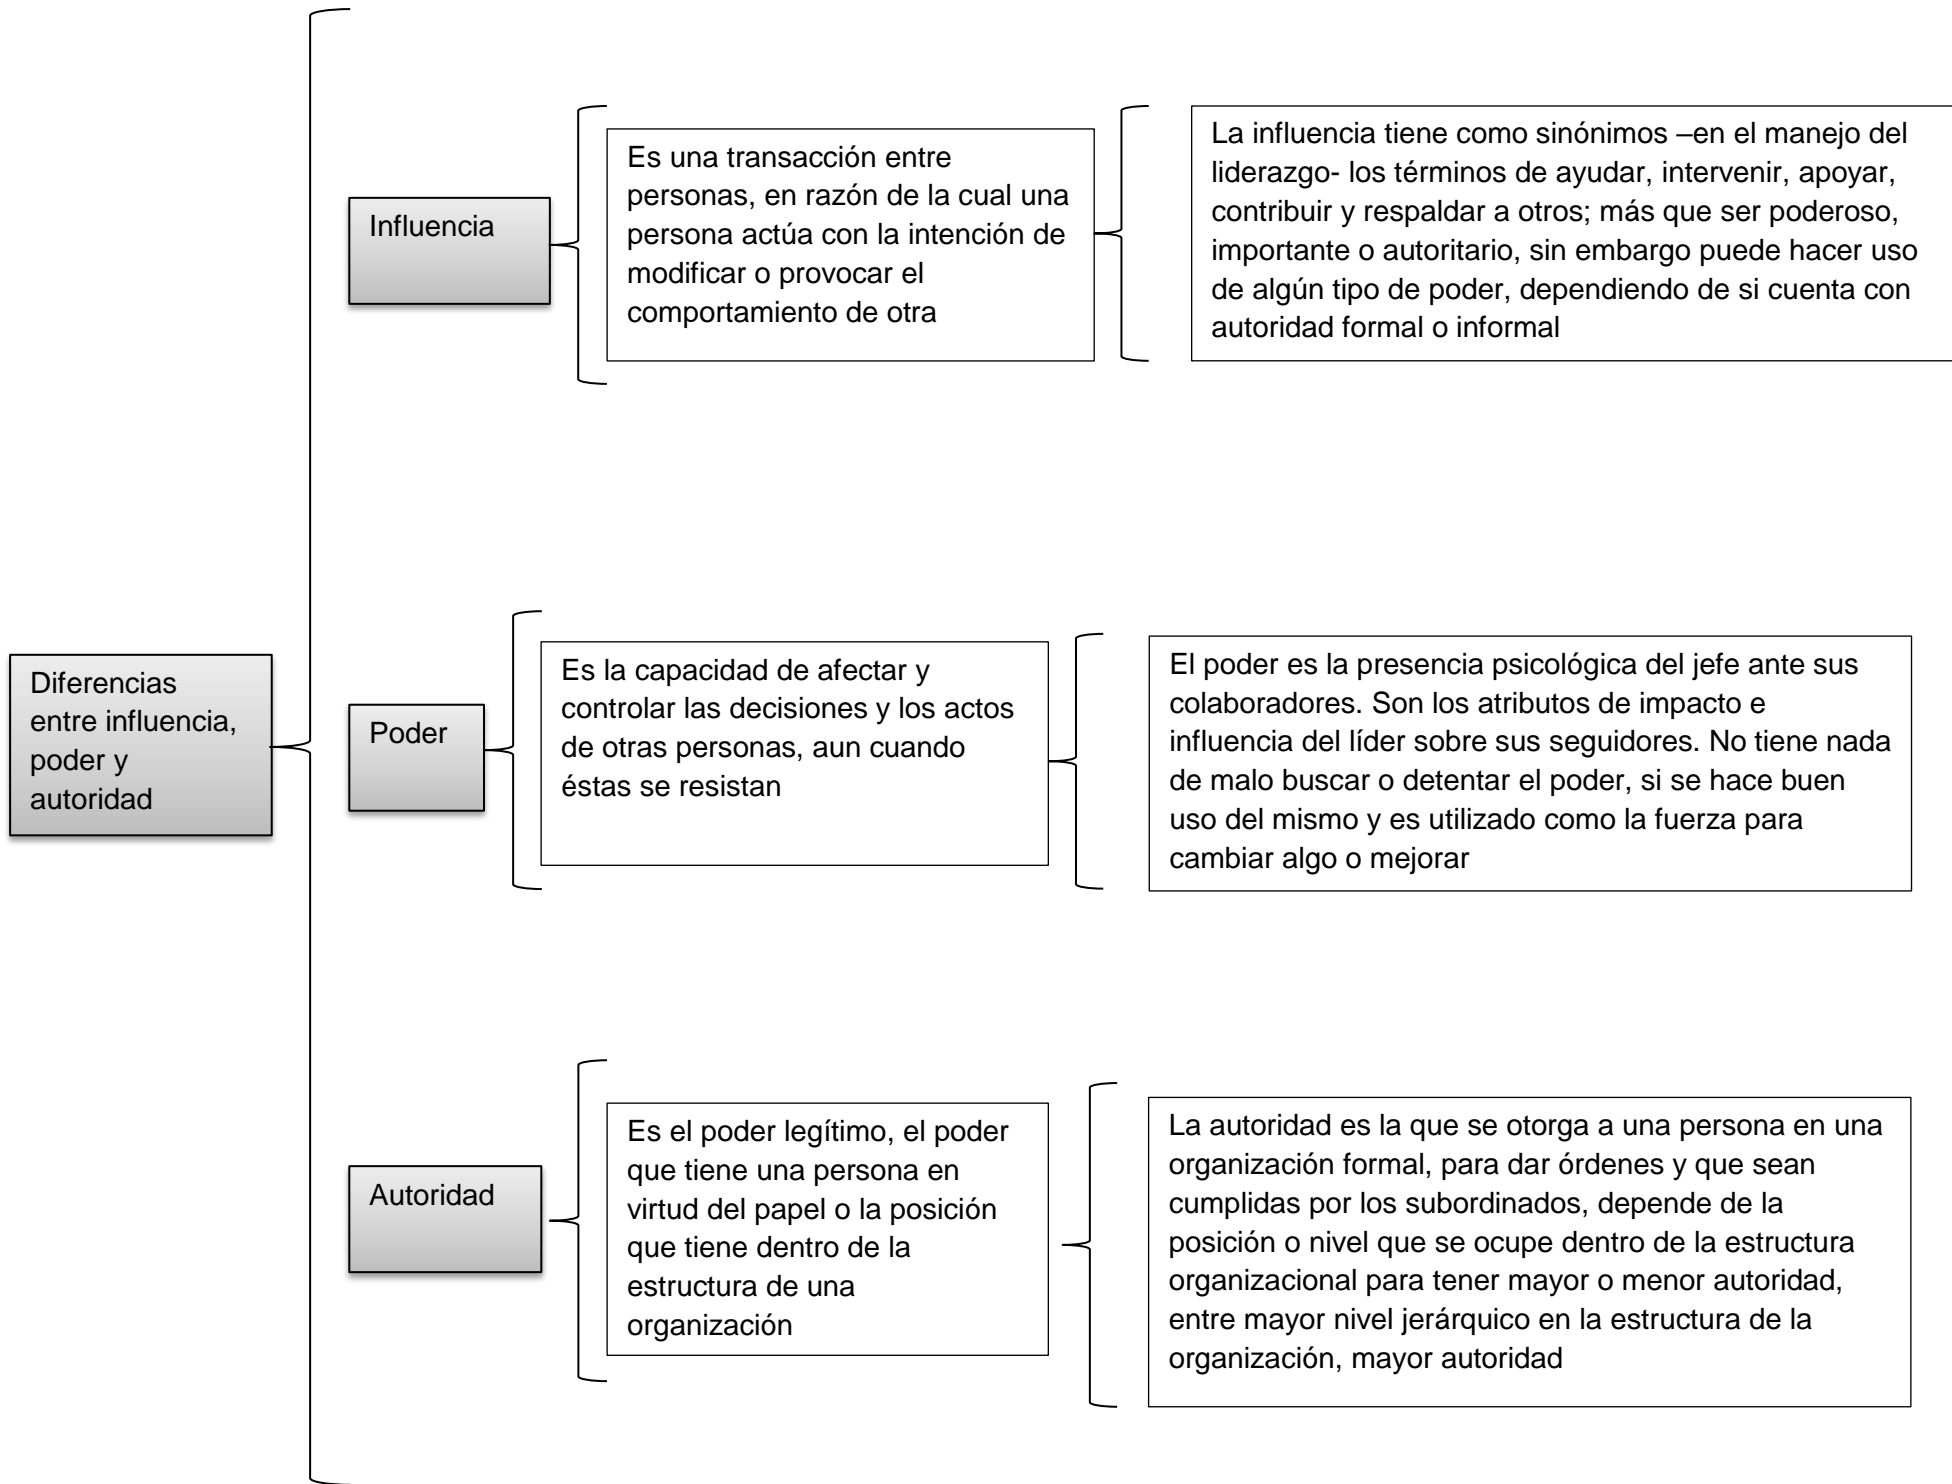 Diferencias
entre influencia,
poder y
autoridad
Influencia
Es una transacción entre
personas, en razón de la cual una
persona actúa con la intención de
modificar o provocar el
comportamiento de otra
La influencia tiene como sinónimos –en el manejo del
liderazgo- los términos de ayudar, intervenir, apoyar,
contribuir y respaldar a otros; más que ser poderoso,
importante o autoritario, sin embargo puede hacer uso
de algún tipo de poder, dependiendo de si cuenta con
autoridad formal o informal
Poder
Es la capacidad de afectar y
controlar las decisiones y los actos
de otras personas, aun cuando
éstas se resistan
El poder es la presencia psicológica del jefe ante sus
colaboradores. Son los atributos de impacto e
influencia del líder sobre sus seguidores. No tiene nada
de malo buscar o detentar el poder, si se hace buen
uso del mismo y es utilizado como la fuerza para
cambiar algo o mejorar
Autoridad
Es el poder legítimo, el poder
que tiene una persona en
virtud del papel o la posición
que tiene dentro de la
estructura de una
organización
La autoridad es la que se otorga a una persona en una
organización formal, para dar órdenes y que sean
cumplidas por los subordinados, depende de la
posición o nivel que se ocupe dentro de la estructura
organizacional para tener mayor o menor autoridad,
entre mayor nivel jerárquico en la estructura de la
organización, mayor autoridad